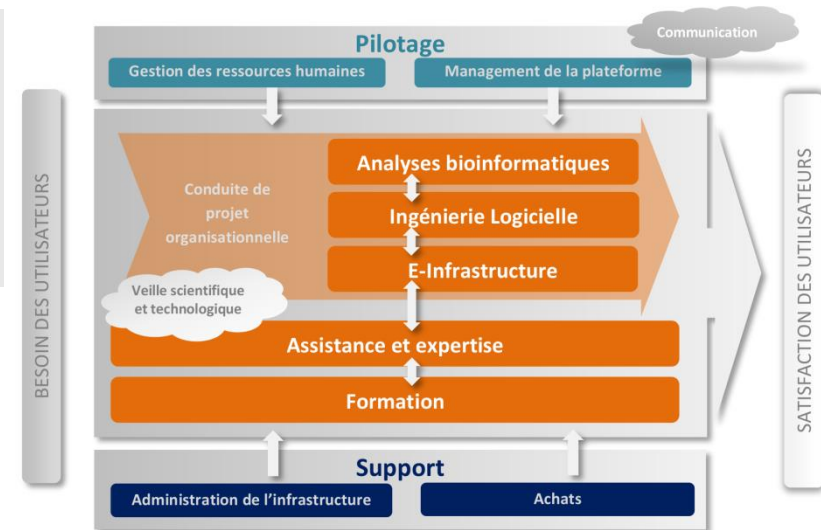 Communication
Pilotage
Gestion des ressources humaines
Management de la plateforme
BESOIN DES UTILISATEURS
Conduite de
projet
organisationnelle
Analyses bioinformatiques
Ingénierie Logicielle
E-Infrastructure
Veille scientifique
et technologique
Assistance et expertise
Formation
SATISFACTION DES UTILISATEURS
Support
Administration de l'infrastructure
Achats